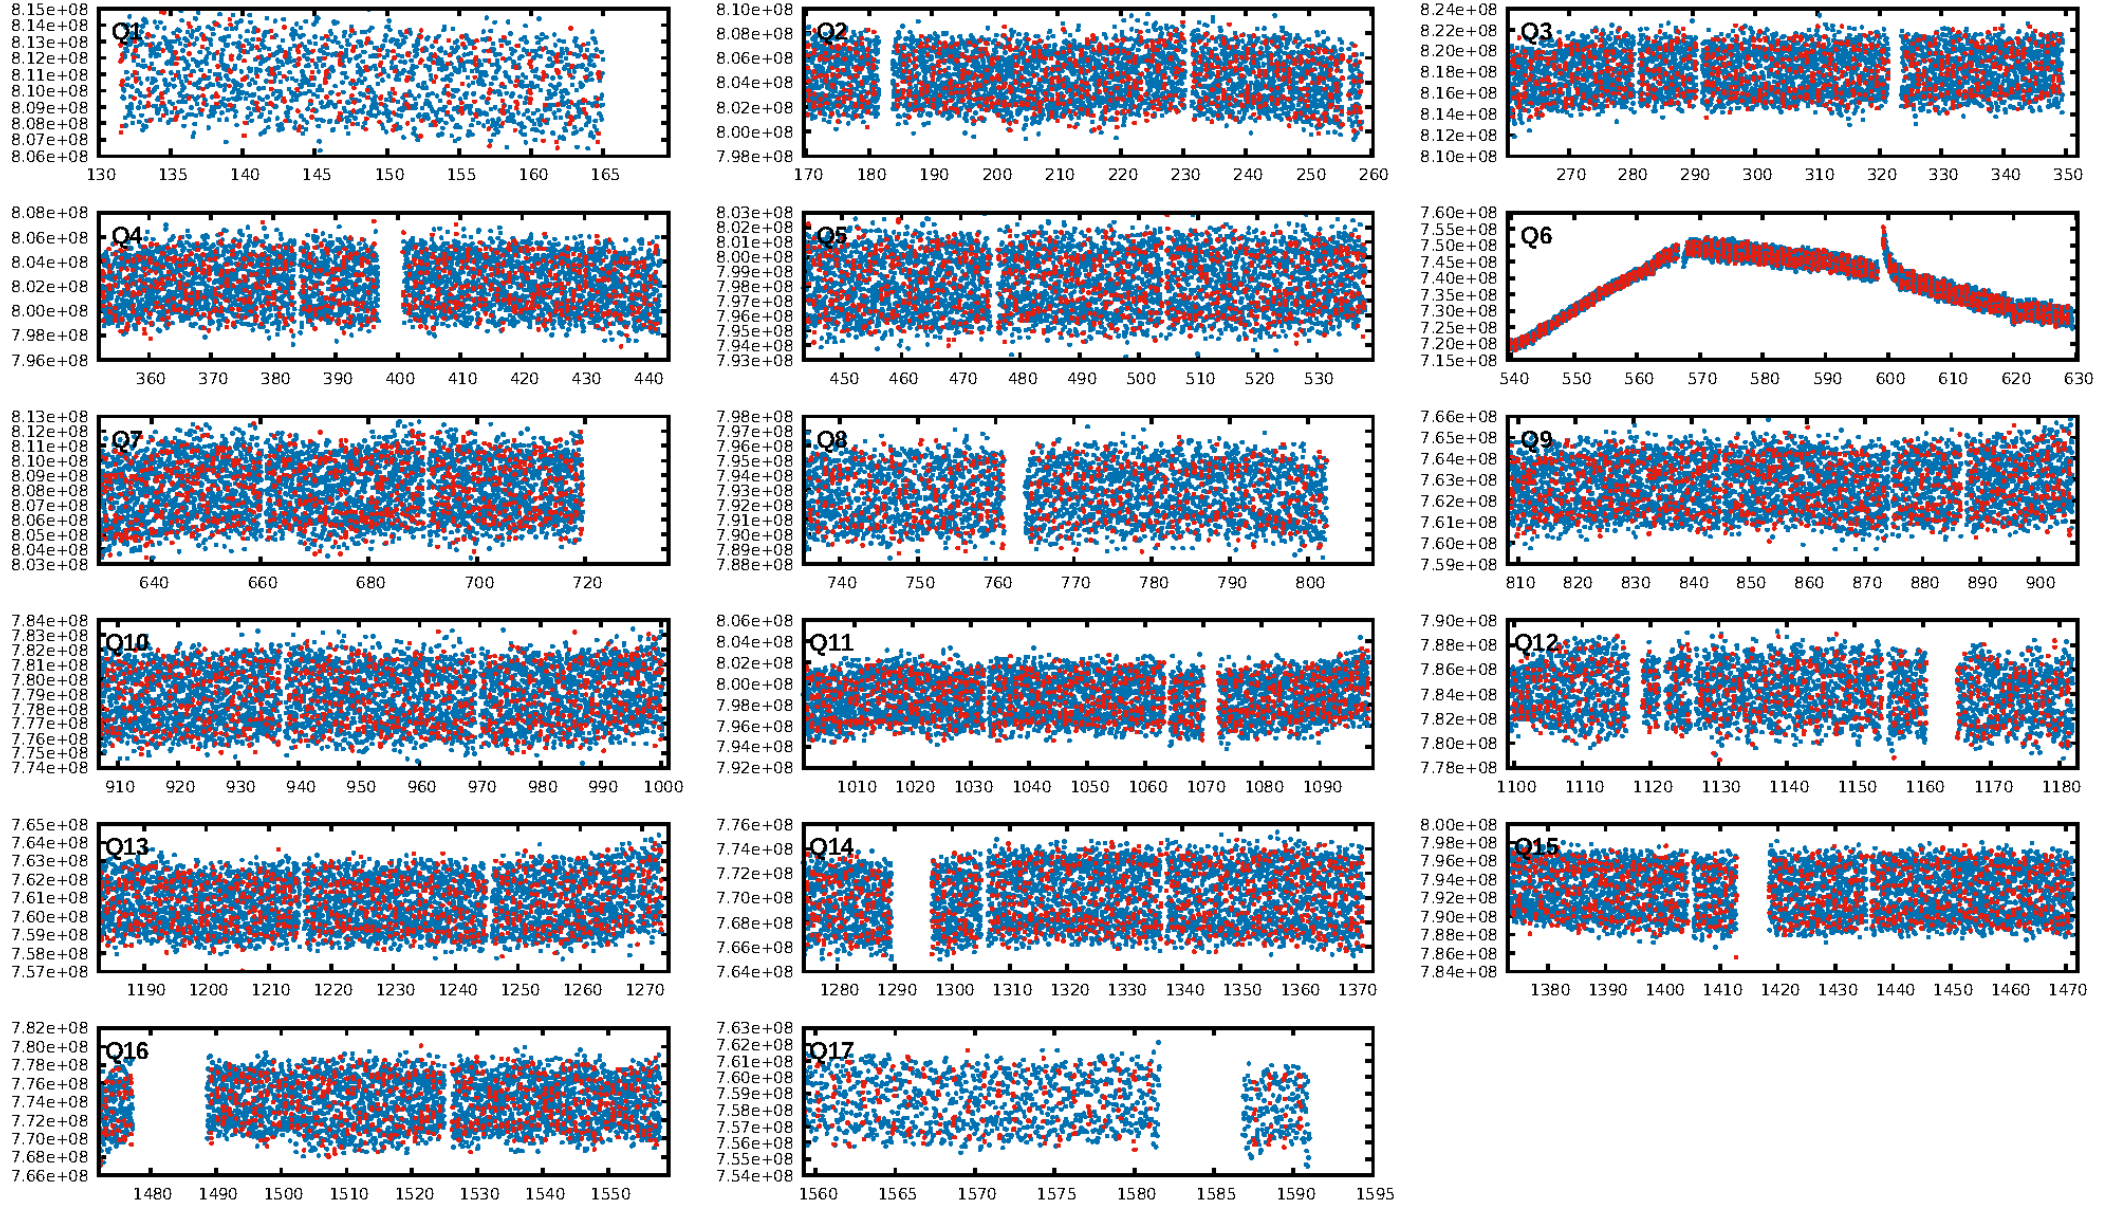 Q1
8.15e+08
8.14e+08
8.13e+08
8.12e+08
8.11e+08
8.10e+08
8.09e+08
8.08e+08
8.07e+08
8.06e+08
130 135 140 145 150 155 160 165
Q2
8.10e+08
8.08e+08
8.06e+08
8.04e+08
8.02e+08
8.00e+08
7.98e+08
170 180 190 200 210 220 230 240 250 260
Q3
8.24e+08
8.22e+08
8.20e+08
8.18e+08
8.16e+08
8.14e+08
8.12e+08
8.10e+08
270 280 290 300 310 320 330 340 350
Q4
8.08e+08
8.06e+08
8.04e+08
8.02e+08
8.00e+08
7.98e+08
7.96e+08
360 370 380 390 400 410 420 430 440
Q5
8.03e+08
8.02e+08
8.01e+08
8.00e+08
7.99e+08
7.98e+08
7.97e+08
7.96e+08
7.95e+08
7.94e+08
7.93e+08
450 460 470 480 490 500 510 520 530
Q6
7.60e+08
7.55e+08
7.50e+08
7.45e+08
7.40e+08
7.35e+08
7.30e+08
7.25e+08
7.20e+08
7.15e+08
540 550 560 570 580 590 600 610 620 630
Q7
8.13e+08
8.12e+08
8.11e+08
8.10e+08
8.09e+08
8.08e+08
8.07e+08
8.06e+08
8.05e+08
8.04e+08
8.03e+08
640 660 680 700 720
Q8
7.98e+08
7.97e+08
7.96e+08
7.95e+08
7.94e+08
7.93e+08
7.92e+08
7.91e+08
7.90e+08
7.89e+08
7.88e+08
740 750 760 770 780 790 800
Q9
7.66e+08
7.65e+08
7.64e+08
7.63e+08
7.62e+08
7.61e+08
7.60e+08
7.59e+08
810 820 830 840 850 860 870 880 890 900
Q10
7.84e+08
7.83e+08
7.82e+08
7.81e+08
7.80e+08
7.79e+08
7.78e+08
7.77e+08
7.76e+08
7.75e+08
7.74e+08
910 920 930 940 950 960 970 980 990 1000
Q11
8.06e+08
8.04e+08
8.02e+08
8.00e+08
7.98e+08
7.96e+08
7.94e+08
7.92e+08
1010 1020 1030 1040 1050 1060 1070 1080 1090
Q12
7.90e+08
7.88e+08
7.86e+08
7.84e+08
7.82e+08
7.80e+08
7.78e+08
1100 1110 1120 1130 1140 1150 1160 1170 1180
Q13
7.65e+08
7.64e+08
7.63e+08
7.62e+08
7.61e+08
7.60e+08
7.59e+08
7.58e+08
7.57e+08
1190 1200 1210 1220 1230 1240 1250 1260 1270
Q14
7.76e+08
7.74e+08
7.72e+08
7.70e+08
7.68e+08
7.66e+08
7.64e+08
1280 1290 1300 1310 1320 1330 1340 1350 1360 1370
Q15
8.00e+08
7.98e+08
7.96e+08
7.94e+08
7.92e+08
7.90e+08
7.88e+08
7.86e+08
7.84e+08
1380 1390 1400 1410 1420 1430 1440 1450 1460 1470
Q16
7.82e+08
7.80e+08
7.78e+08
7.76e+08
7.74e+08
7.72e+08
7.70e+08
7.68e+08
7.66e+08
1480 1490 1500 1510 1520 1530 1540 1550
Q17
7.63e+08
7.62e+08
7.61e+08
7.60e+08
7.59e+08
7.58e+08
7.57e+08
7.56e+08
7.55e+08
7.54e+08
1560 1565 1570 1575 1580 1585 1590 1595